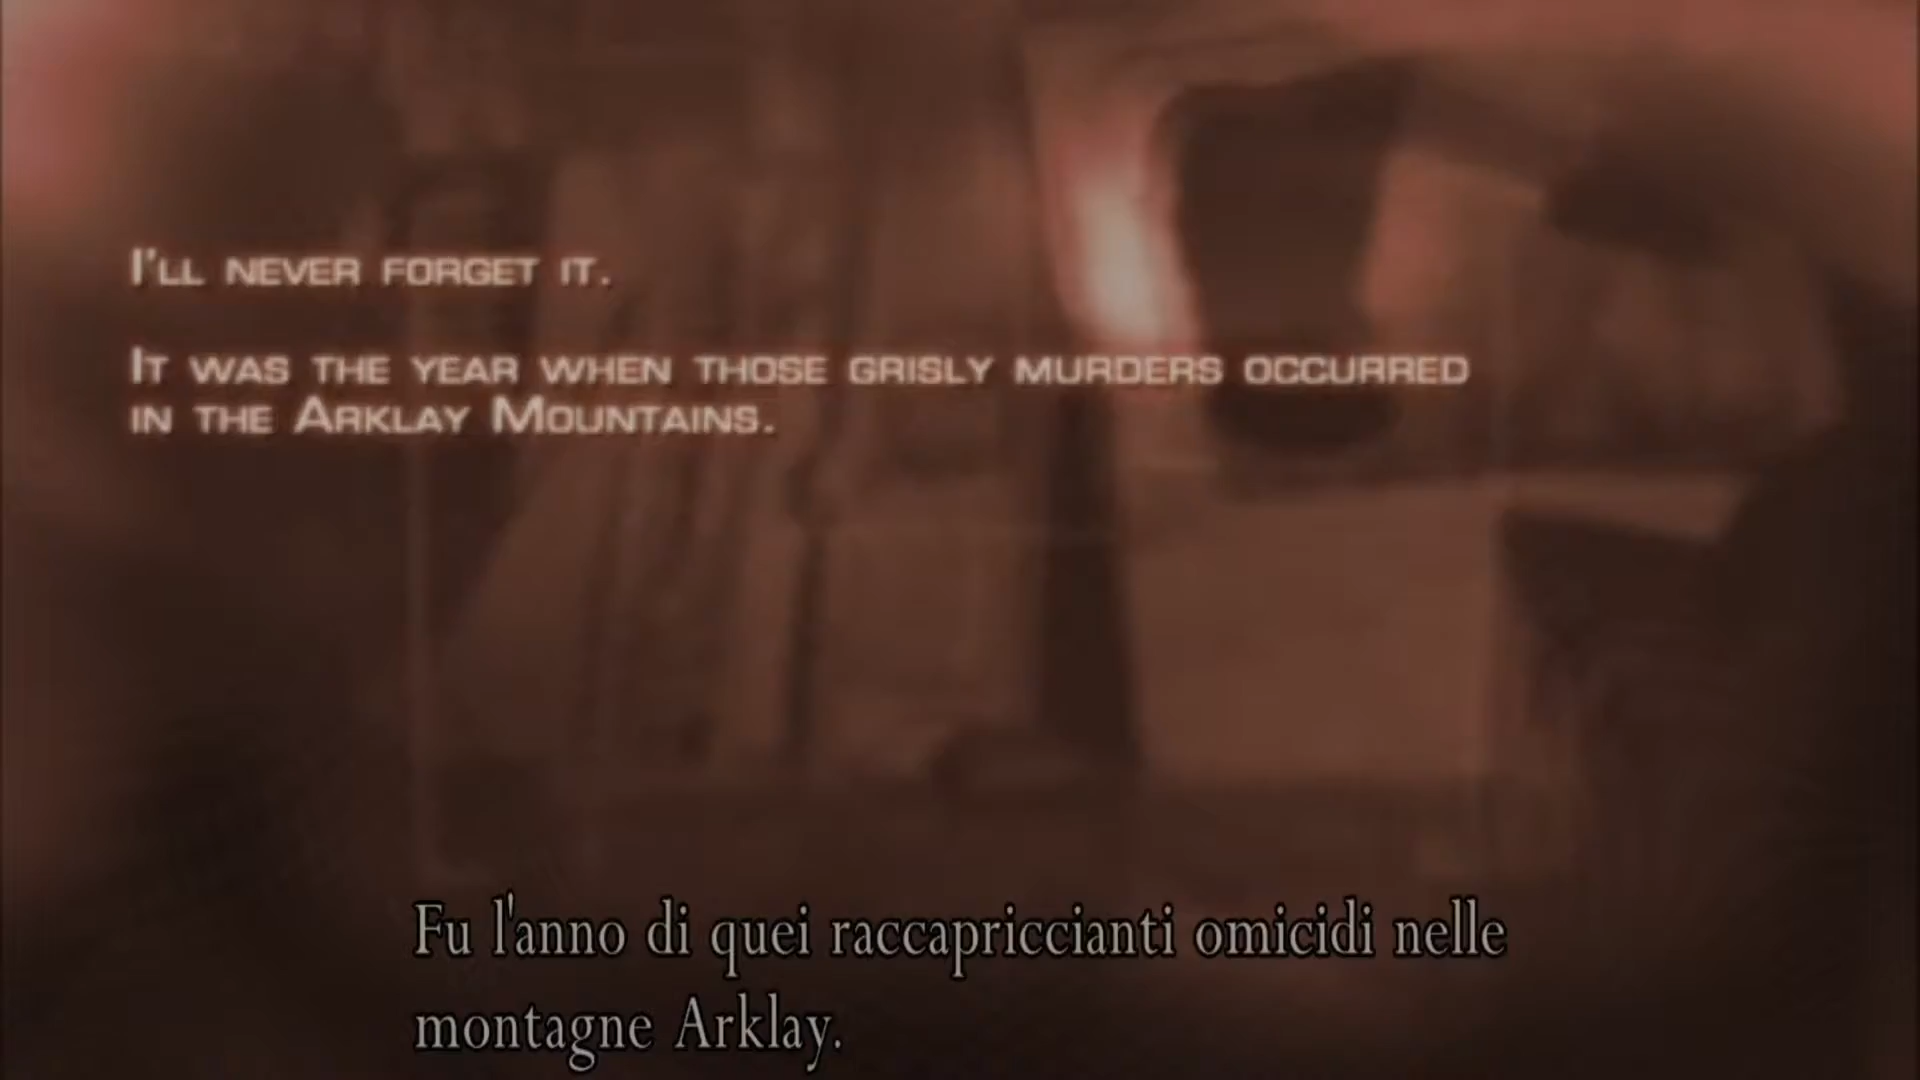 I'll never forget it.
It was the year when those grisly murders occurred
in the Arklay Mountains.
Fu l'anno di quei raccapriccianti omicidi nelle
montagne Arklay.